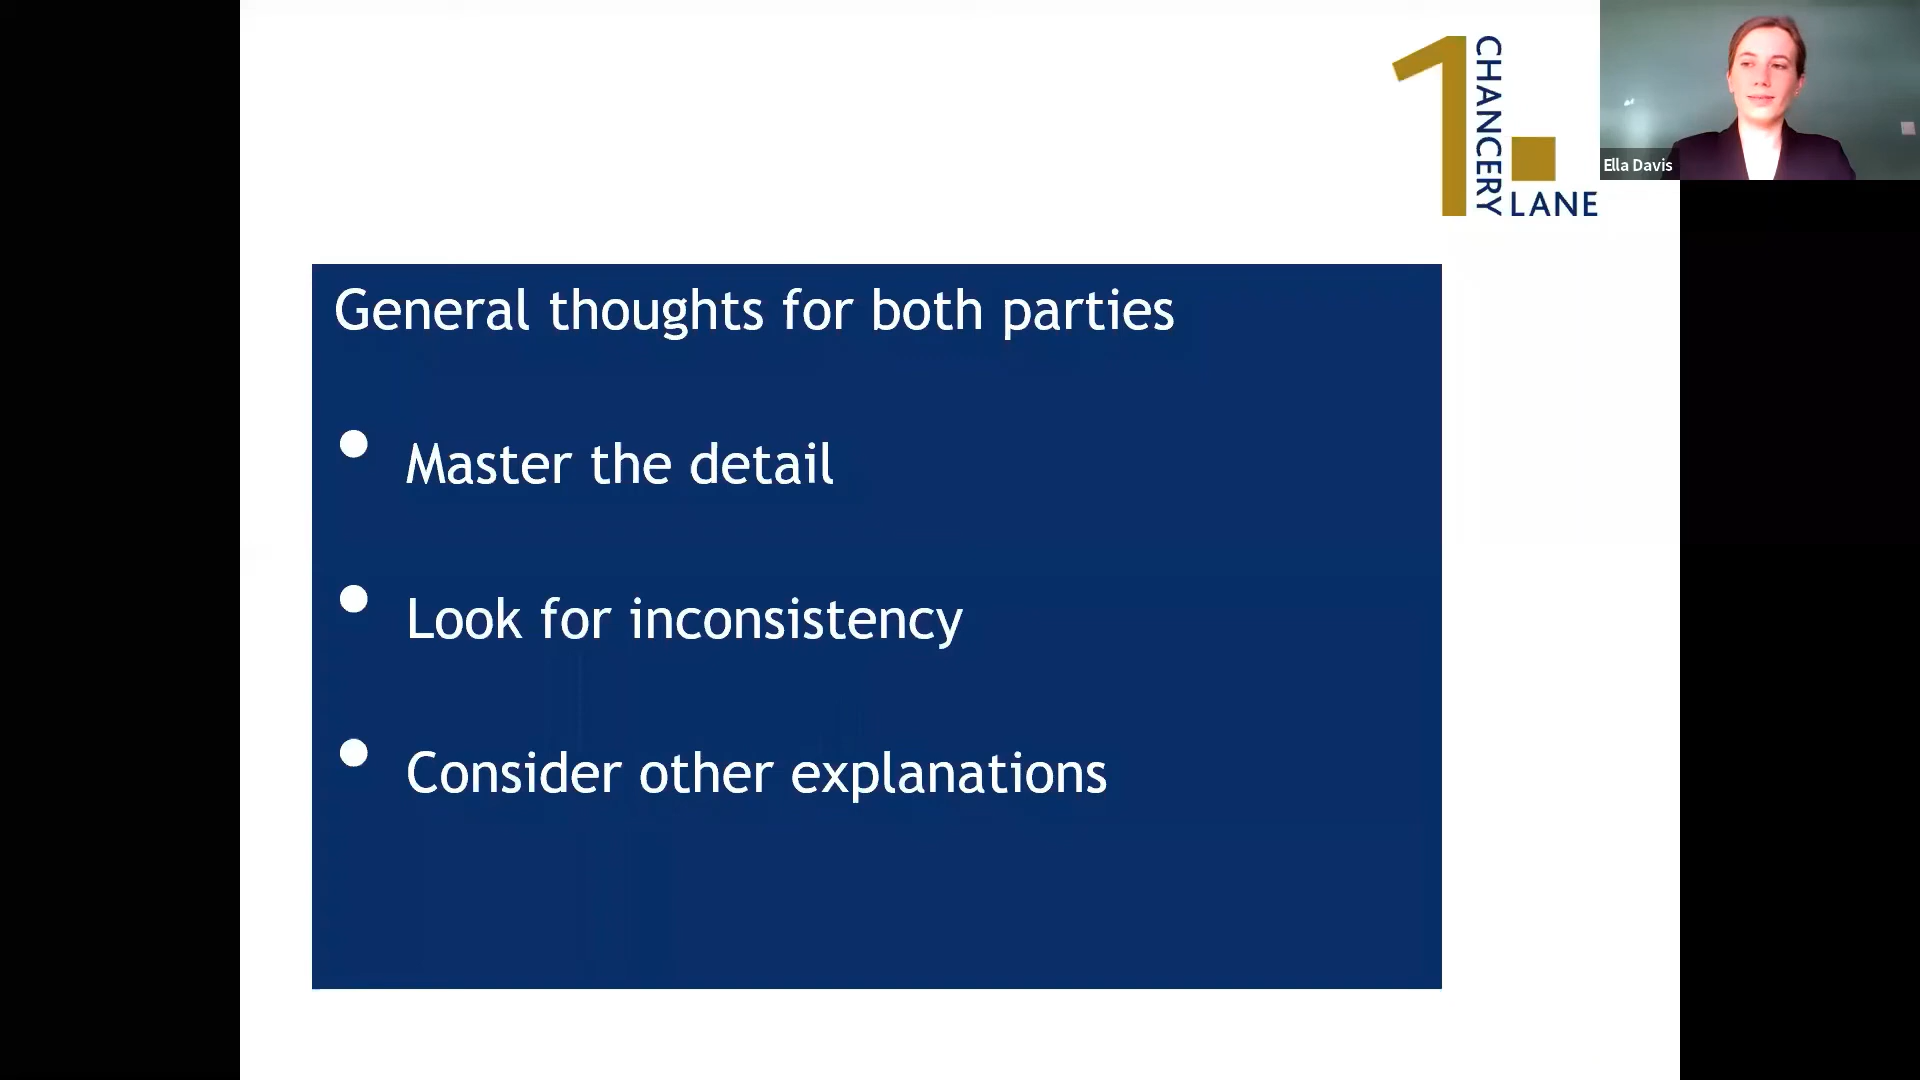 1
CHANCERY
LANE
Ella Davis
General thoughts for both parties
• Master the detail
• Look for inconsistency
• Consider other explanations